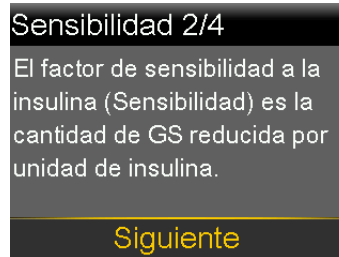 Sensibilidad 2/4
El factor de sensibilidad a la
insulina (Sensibilidad) es la
cantidad de GS reducida por
unidad de insulina.
Siguiente